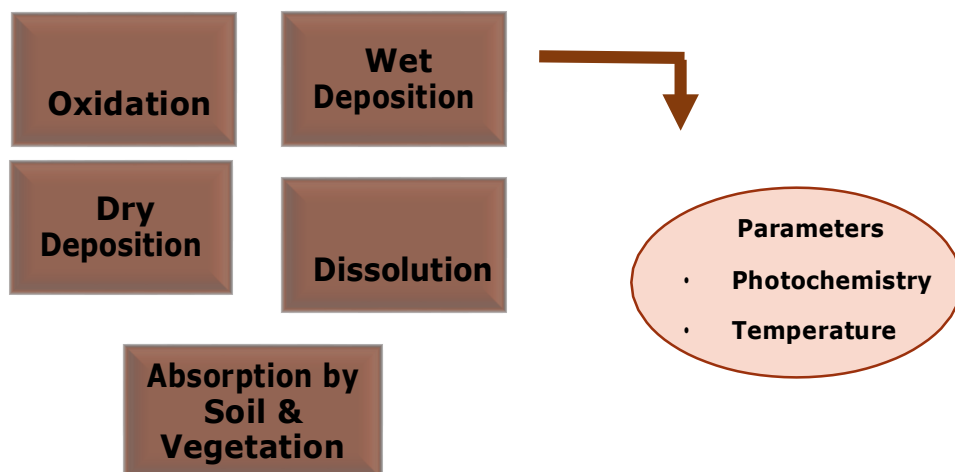 Oxidation
Wet
Deposition
Dry
Deposition
Dissolution
Absorption by
Soil &
Vegetation
Parameters
· Photochemistry
· Temperature